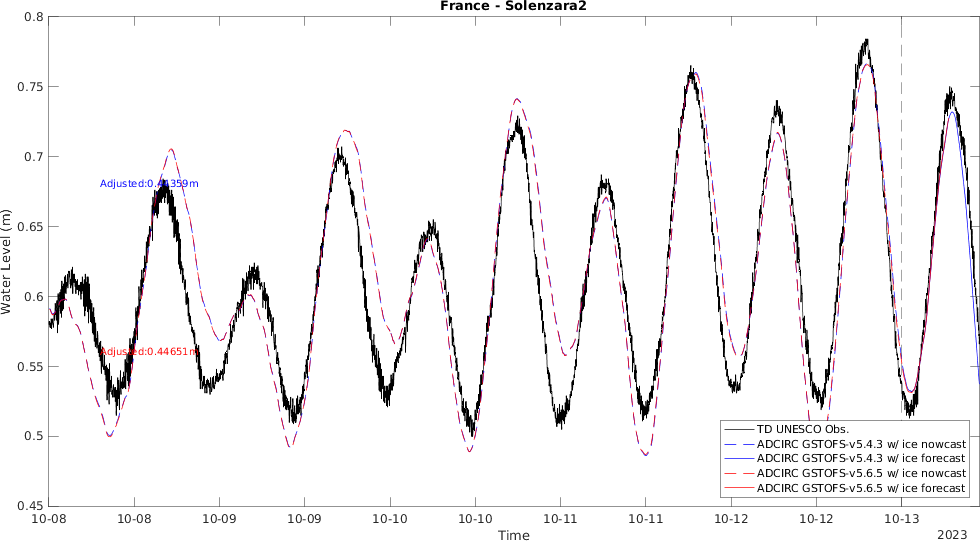 France - Solenzara2
0.8
0.75
0.7
0.65
0.6
0.55
0.5
0.45
Water Level (m)
Adjusted:0.44359m
Adjusted:0.44651m
TD UNESCO Obs.
ADCIRC GSTOFS-v5.4.3 w/ ice nowcast
ADCIRC GSTOFS-v5.4.3 w/ ice forecast
ADCIRC GSTOFS-v5.6.5 w/ ice nowcast
ADCIRC GSTOFS-v5.6.5 w/ ice forecast
10-08 10-08 10-09 10-09 10-10 10-10 10-11 10-11 10-12 10-12 10-13
Time
2023